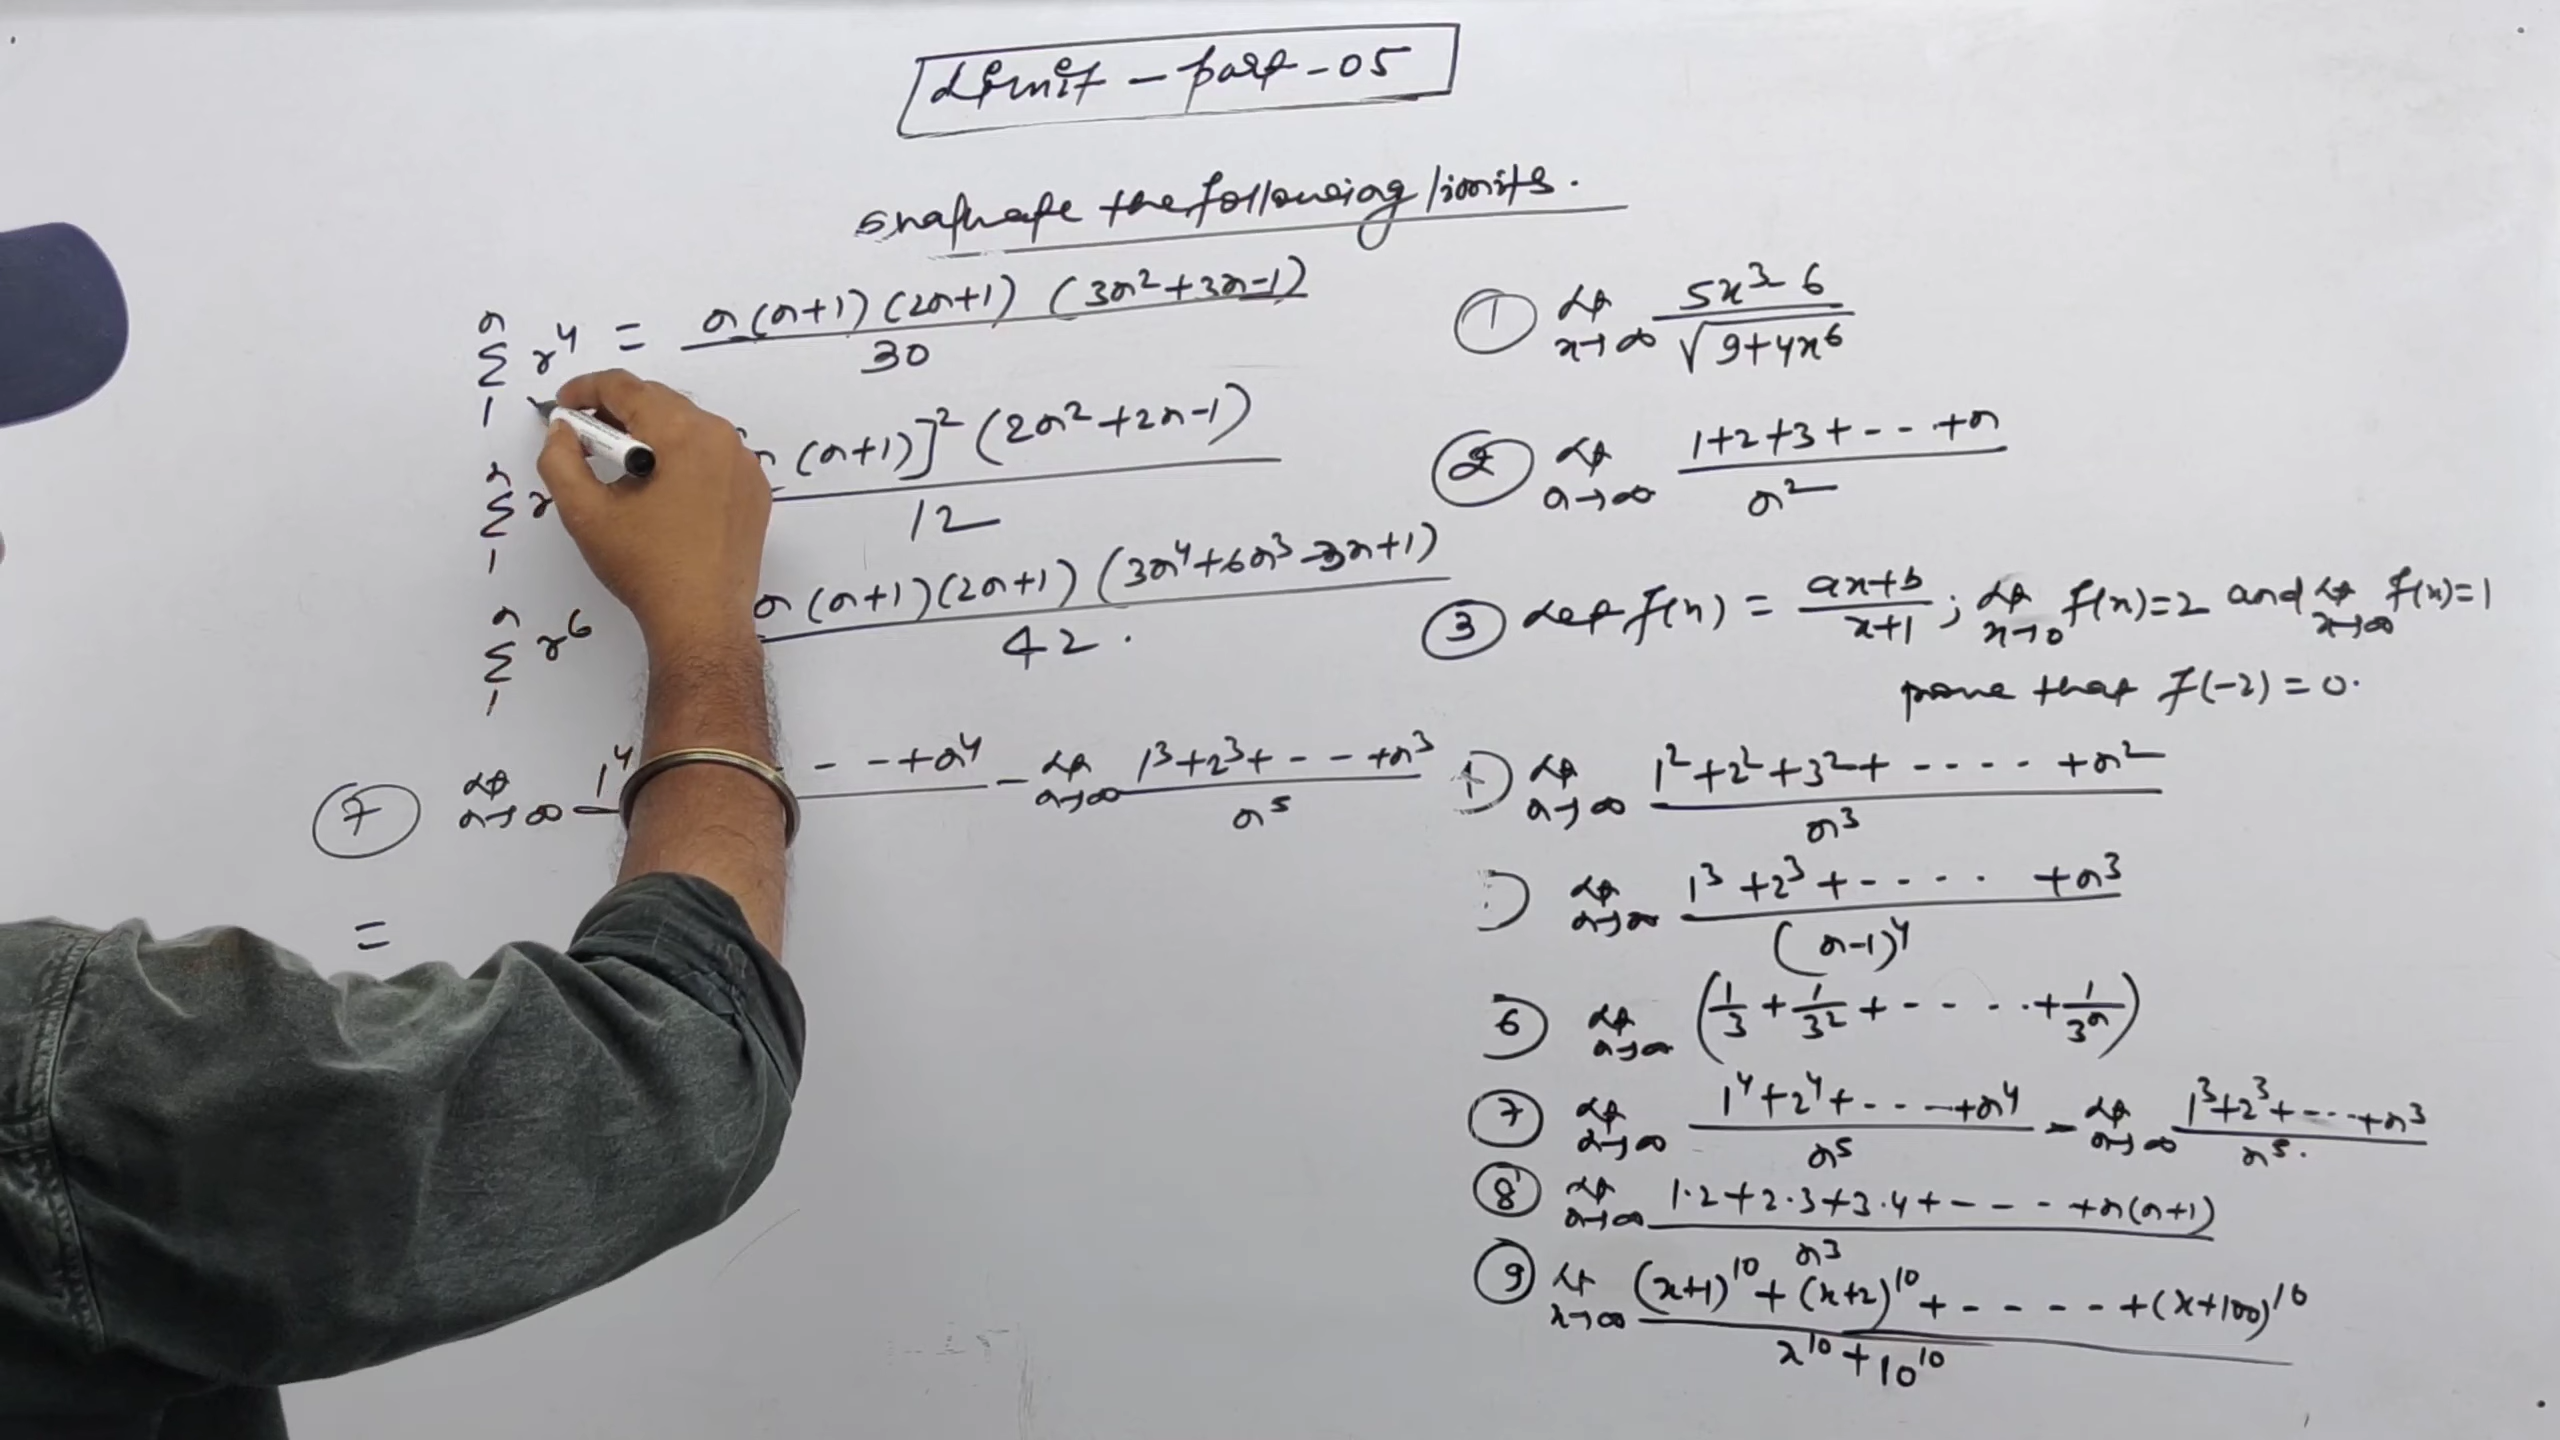 Limit - part - 05
Evaluate the following limits.
n Σ 1 r⁴ = n(n+1)(2n+1)(3n²+3n-1) / 30
n Σ 1 r n(n+1)]²(2n²+2n-1) / 12
n Σ 1 r⁶ n(n+1)(2n+1)(3n⁴+6n³-3n+1) / 42.
⑦ Lt n→∞ 1⁴ - - +n⁴ - Lt n→∞ 1³+2³+ - - +n³ / n⁵
=
① Lt x→∞ 5x³-6 / √9+4x⁶
② Lt n→∞ 1+2+3+ - - +n / n²
③ Let f(x) = ax+b / x+1 ; Lt x→0 f(x)=2 and Lt x→∞ f(x)=1
prove that f(-2)=0.
Lt n→∞ 1²+2²+3²+ - - - - +n² / n³
Lt n→∞ 1³+2³+ - - - - +n³ / (n-1)⁴
⑥ Lt n→∞ (1/3 + 1/3² + - - - - + 1/3ⁿ)
⑦ Lt n→∞ 1⁴+2⁴+ - - - +n⁴ / n⁵ - Lt n→∞ 1³+2³+ - - - +n³ / n⁵.
⑧ Lt n→∞ 1·2+2·3+3·4+ - - - +n(n+1) / n³
⑨ Lt x→∞ (x+1)¹⁰+(x+2)¹⁰+ - - - - +(x+100)¹⁰ / x¹⁰+10¹⁰